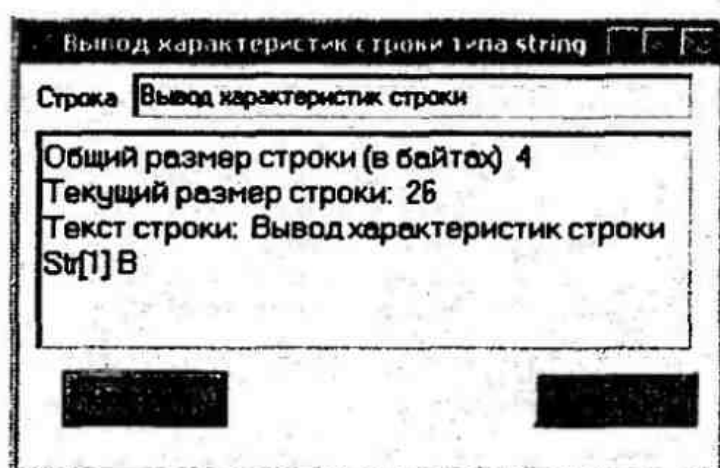 Вывод характеристик строки типа string
Строка Вывод характеристик строки
Общий размер строки (в байтах) 4
Текущий размер строки: 26
Текст строки: Вывод характеристик строки
Str[1] В